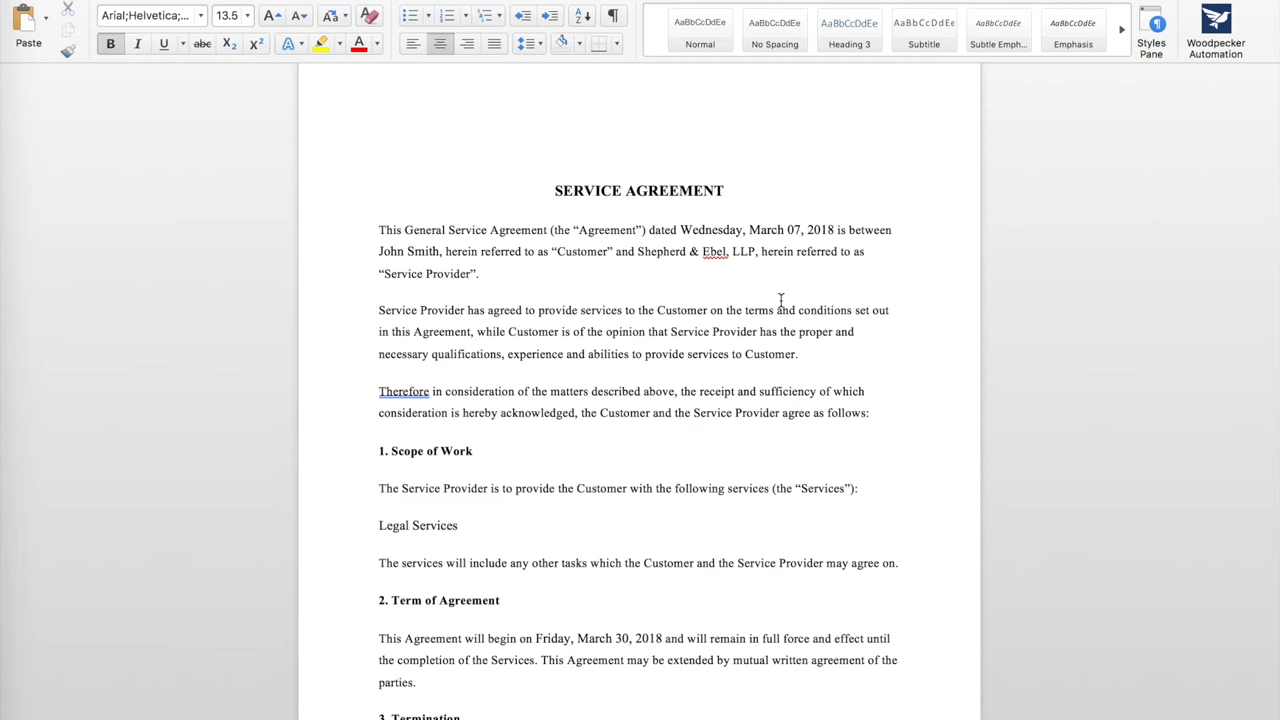 Arial;Helvetica;...
13.5
Paste
AaBbCcDdEe
Normal
AaBbCcDdEe
No Spacing
AaBbCcDdEe
Heading 3
AaBbCcDdEe
Subtitle
AaBbCcDdEe
Subtle Emph...
AaBbCcDdEe
Emphasis
Styles
Pane
Woodpecker
Automation
B I U abc X₂ X² A A
SERVICE AGREEMENT
This General Service Agreement (the “Agreement”) dated Wednesday, March 07, 2018 is between
John Smith, herein referred to as “Customer” and Shepherd & Ebel, LLP, herein referred to as
“Service Provider”.
Service Provider has agreed to provide services to the Customer on the terms and conditions set out
in this Agreement, while Customer is of the opinion that Service Provider has the proper and
necessary qualifications, experience and abilities to provide services to Customer.
Therefore in consideration of the matters described above, the receipt and sufficiency of which
consideration is hereby acknowledged, the Customer and the Service Provider agree as follows:
1. Scope of Work
The Service Provider is to provide the Customer with the following services (the “Services”):
Legal Services
The services will include any other tasks which the Customer and the Service Provider may agree on.
2. Term of Agreement
This Agreement will begin on Friday, March 30, 2018 and will remain in full force and effect until
the completion of the Services. This Agreement may be extended by mutual written agreement of the
parties.
3. Termination